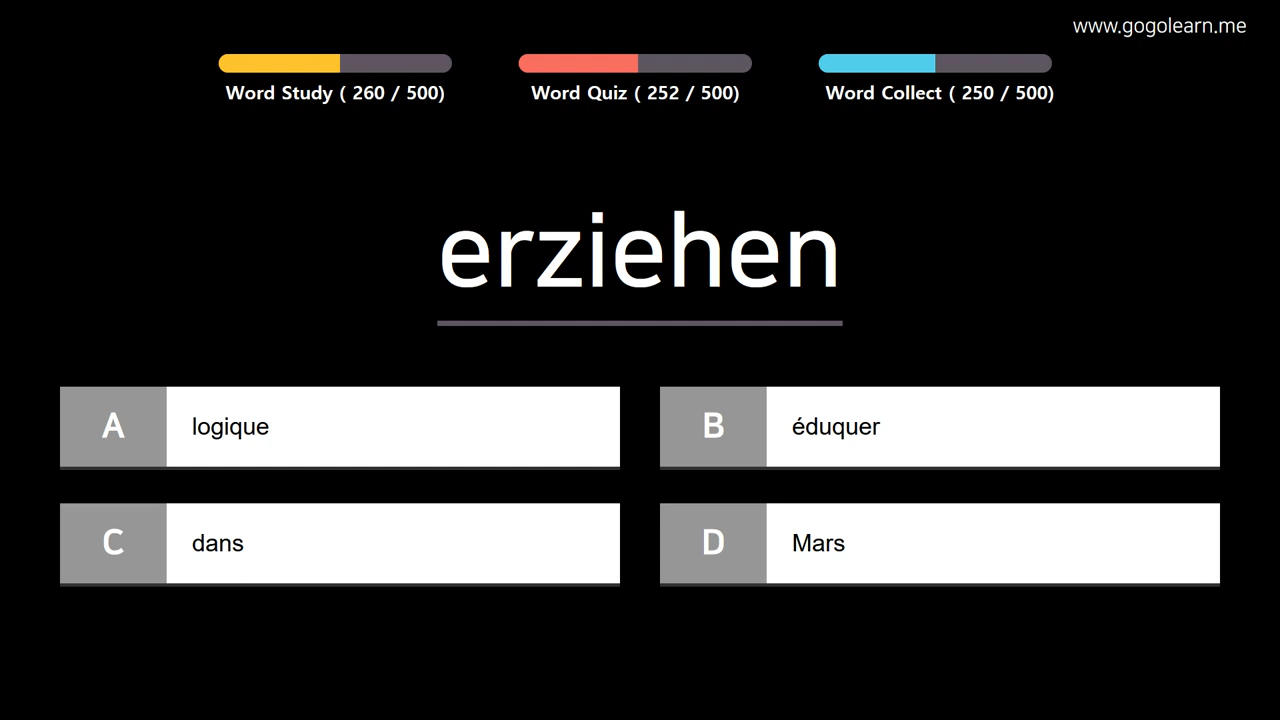 www.gogolearn.me
Word Study ( 260 / 500)
Word Quiz ( 252 / 500)
Word Collect ( 250 / 500)
erziehen
A logique
B éduquer
C dans
D Mars